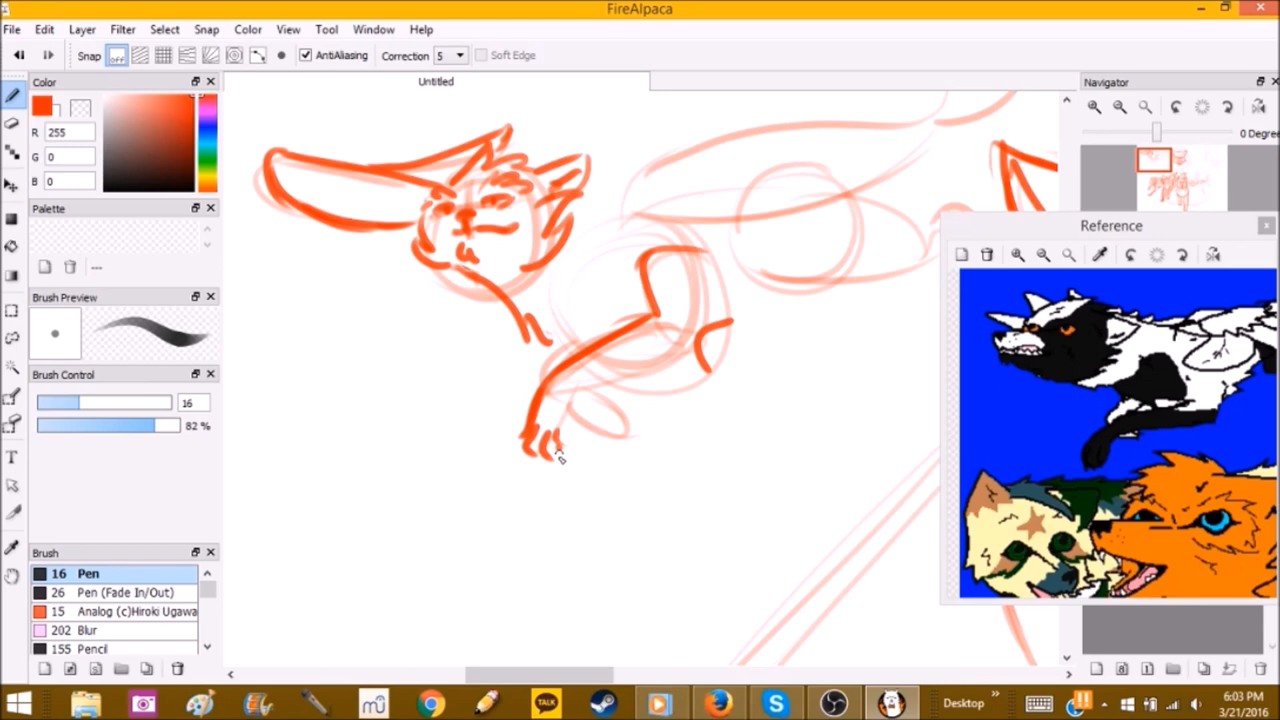 FireAlpaca
File Edit Layer Filter Select Snap Color View Tool Window Help
Snap off AntiAliasing Correction 5 Soft Edge
Color
Untitled
Navigator
R 255
G 0
B 0
0 Degree
Palette
---
Reference
Brush Preview
Brush Control
16
82 %
Brush
16 Pen
26 Pen (Fade In/Out)
15 Analog (c)Hiroki Ugawa
202 Blur
155 Pencil
TALK
Desktop
6:03 PM
3/21/2016